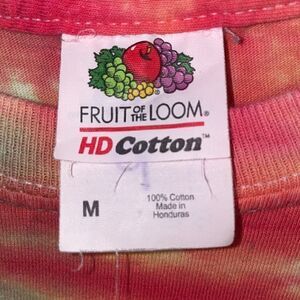 FRUIT OF THE LOOM®
HD Cotton™
M
100% Cotton
Made in
Honduras